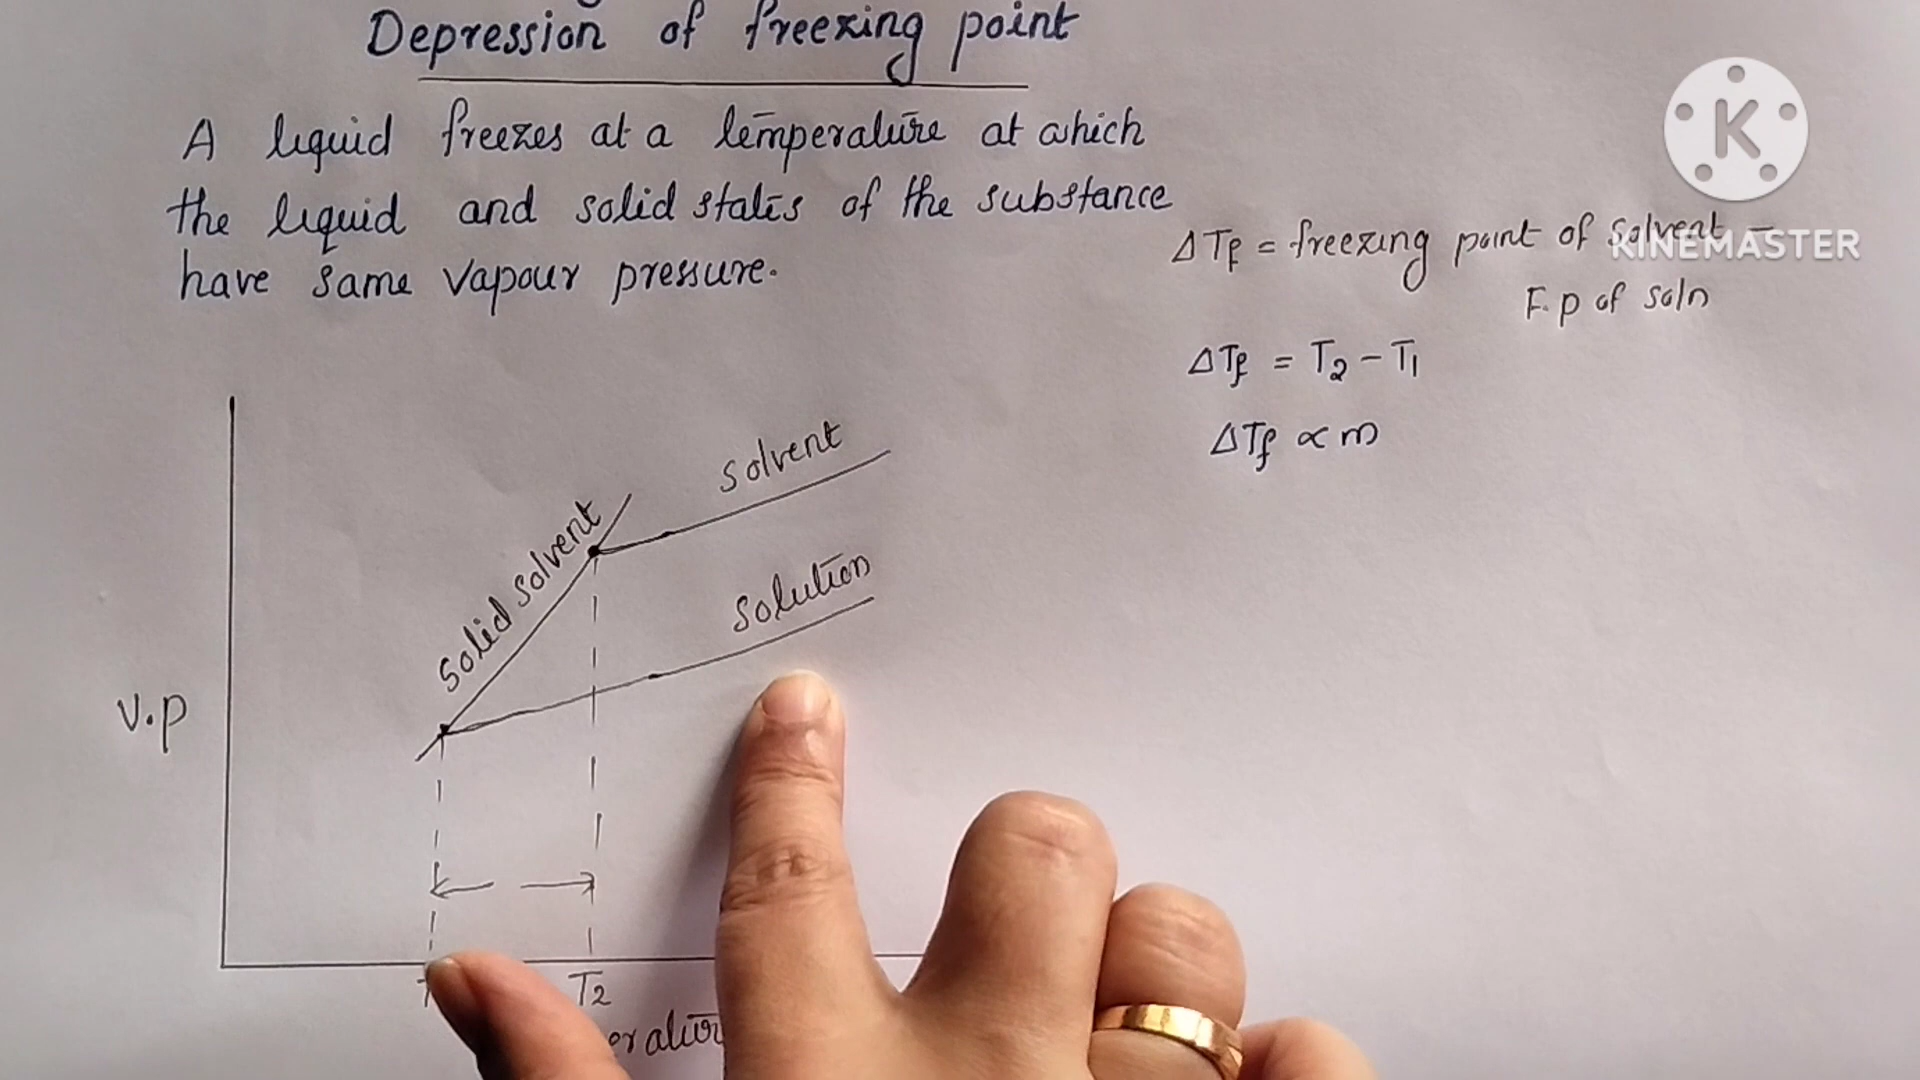 Depression of freezing point
A liquid freezes at a temperature at which
the liquid and solid states of the substance
have same vapour pressure.
K
KINEMASTER
ΔTf = freezing point of solvent –
F.p of soln
ΔTf = T2 – T1
ΔTf ∝ m
solvent
solid solvent
solution
V.p
T2